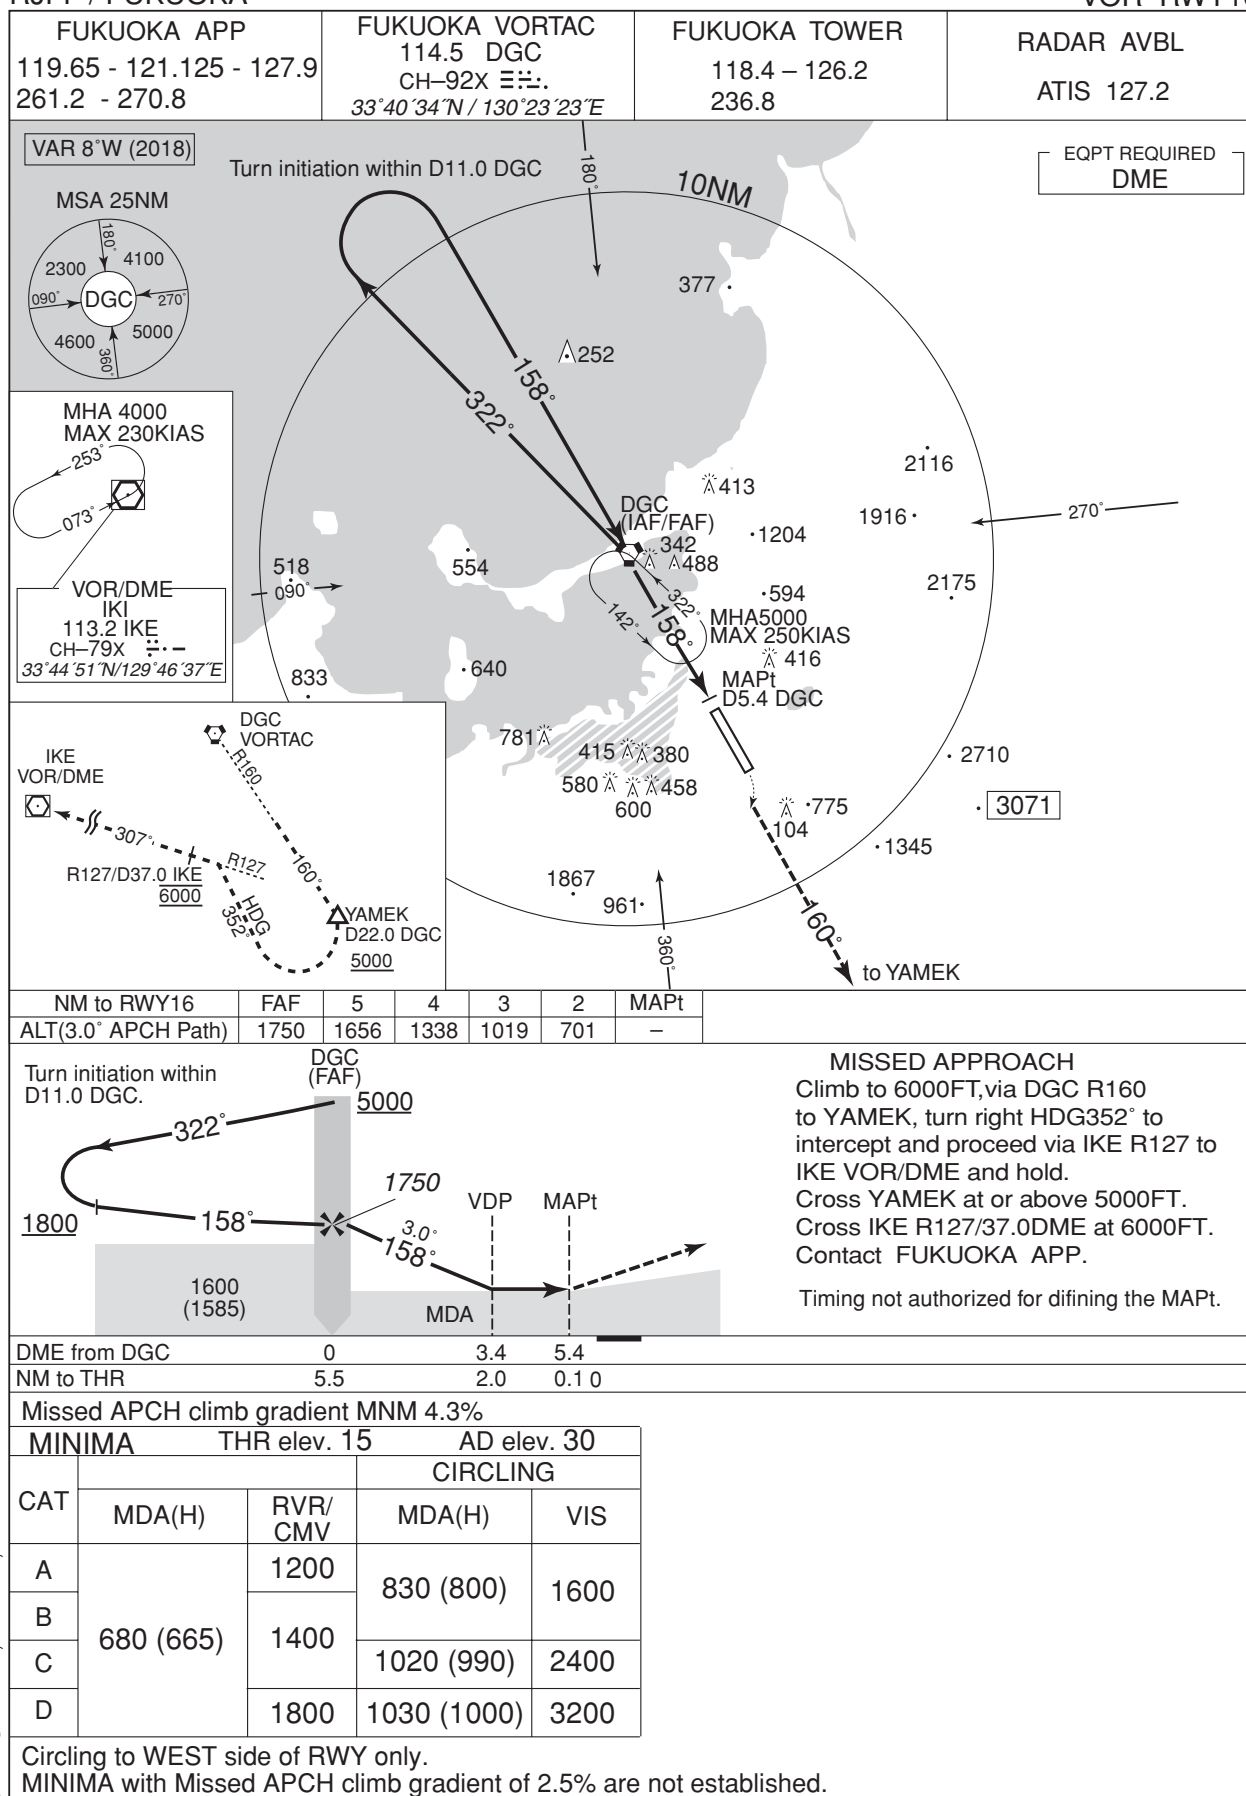 FUKUOKA APP
119.65 - 121.125 - 127.9
261.2 - 270.8
FUKUOKA VORTAC
114.5 DGC
CH–92X
33°40´34˝N / 130°23´23˝E
FUKUOKA TOWER
118.4 – 126.2
236.8
RADAR AVBL
ATIS 127.2
VAR 8°W (2018)
Turn initiation within D11.0 DGC
180°
10NM
EQPT REQUIRED
DME
MSA 25NM
180°
2300
4100
090°
DGC
270°
4600
5000
360°
377
252
158°
322°
MHA 4000
MAX 230KIAS
253°
073°
VOR/DME
IKI
113.2 IKE
CH–79X
33°44´51˝N/129°46´37˝E
2116
413
DGC
(IAF/FAF)
1916
270°
342
1204
488
518
554
090°
594
2175
322°
142°
158°
MHA5000
MAX 250KIAS
416
640
833
MAPt
D5.4 DGC
781
415
380
2710
580
458
600
775
104
3071
1345
1867
961
360°
160°
to YAMEK
DGC
VORTAC
IKE
VOR/DME
R160
307°
R127
R127/D37.0 IKE
6000
160°
HDG
352°
YAMEK
D22.0 DGC
5000
NM to RWY16 FAF 5 4 3 2 MAPt
ALT(3.0° APCH Path) 1750 1656 1338 1019 701 –
Turn initiation within
D11.0 DGC.
DGC
(FAF)
5000
322°
1750
VDP
MAPt
1800
158°
3.0°
158°
1600
(1585)
MDA
MISSED APPROACH
Climb to 6000FT,via DGC R160
to YAMEK, turn right HDG352° to
intercept and proceed via IKE R127 to
IKE VOR/DME and hold.
Cross YAMEK at or above 5000FT.
Cross IKE R127/37.0DME at 6000FT.
Contact FUKUOKA APP.
Timing not authorized for difining the MAPt.
DME from DGC 0 3.4 5.4
NM to THR 5.5 2.0 0.1 0
Missed APCH climb gradient MNM 4.3%
MINIMA THR elev. 15 AD elev. 30
CAT
CIRCLING
MDA(H)
RVR/
CMV
MDA(H)
VIS
A
B
C
D
680 (665)
1200
1400
1800
830 (800)
1600
1020 (990)
2400
1030 (1000)
3200
Circling to WEST side of RWY only.
MINIMA with Missed APCH climb gradient of 2.5% are not established.